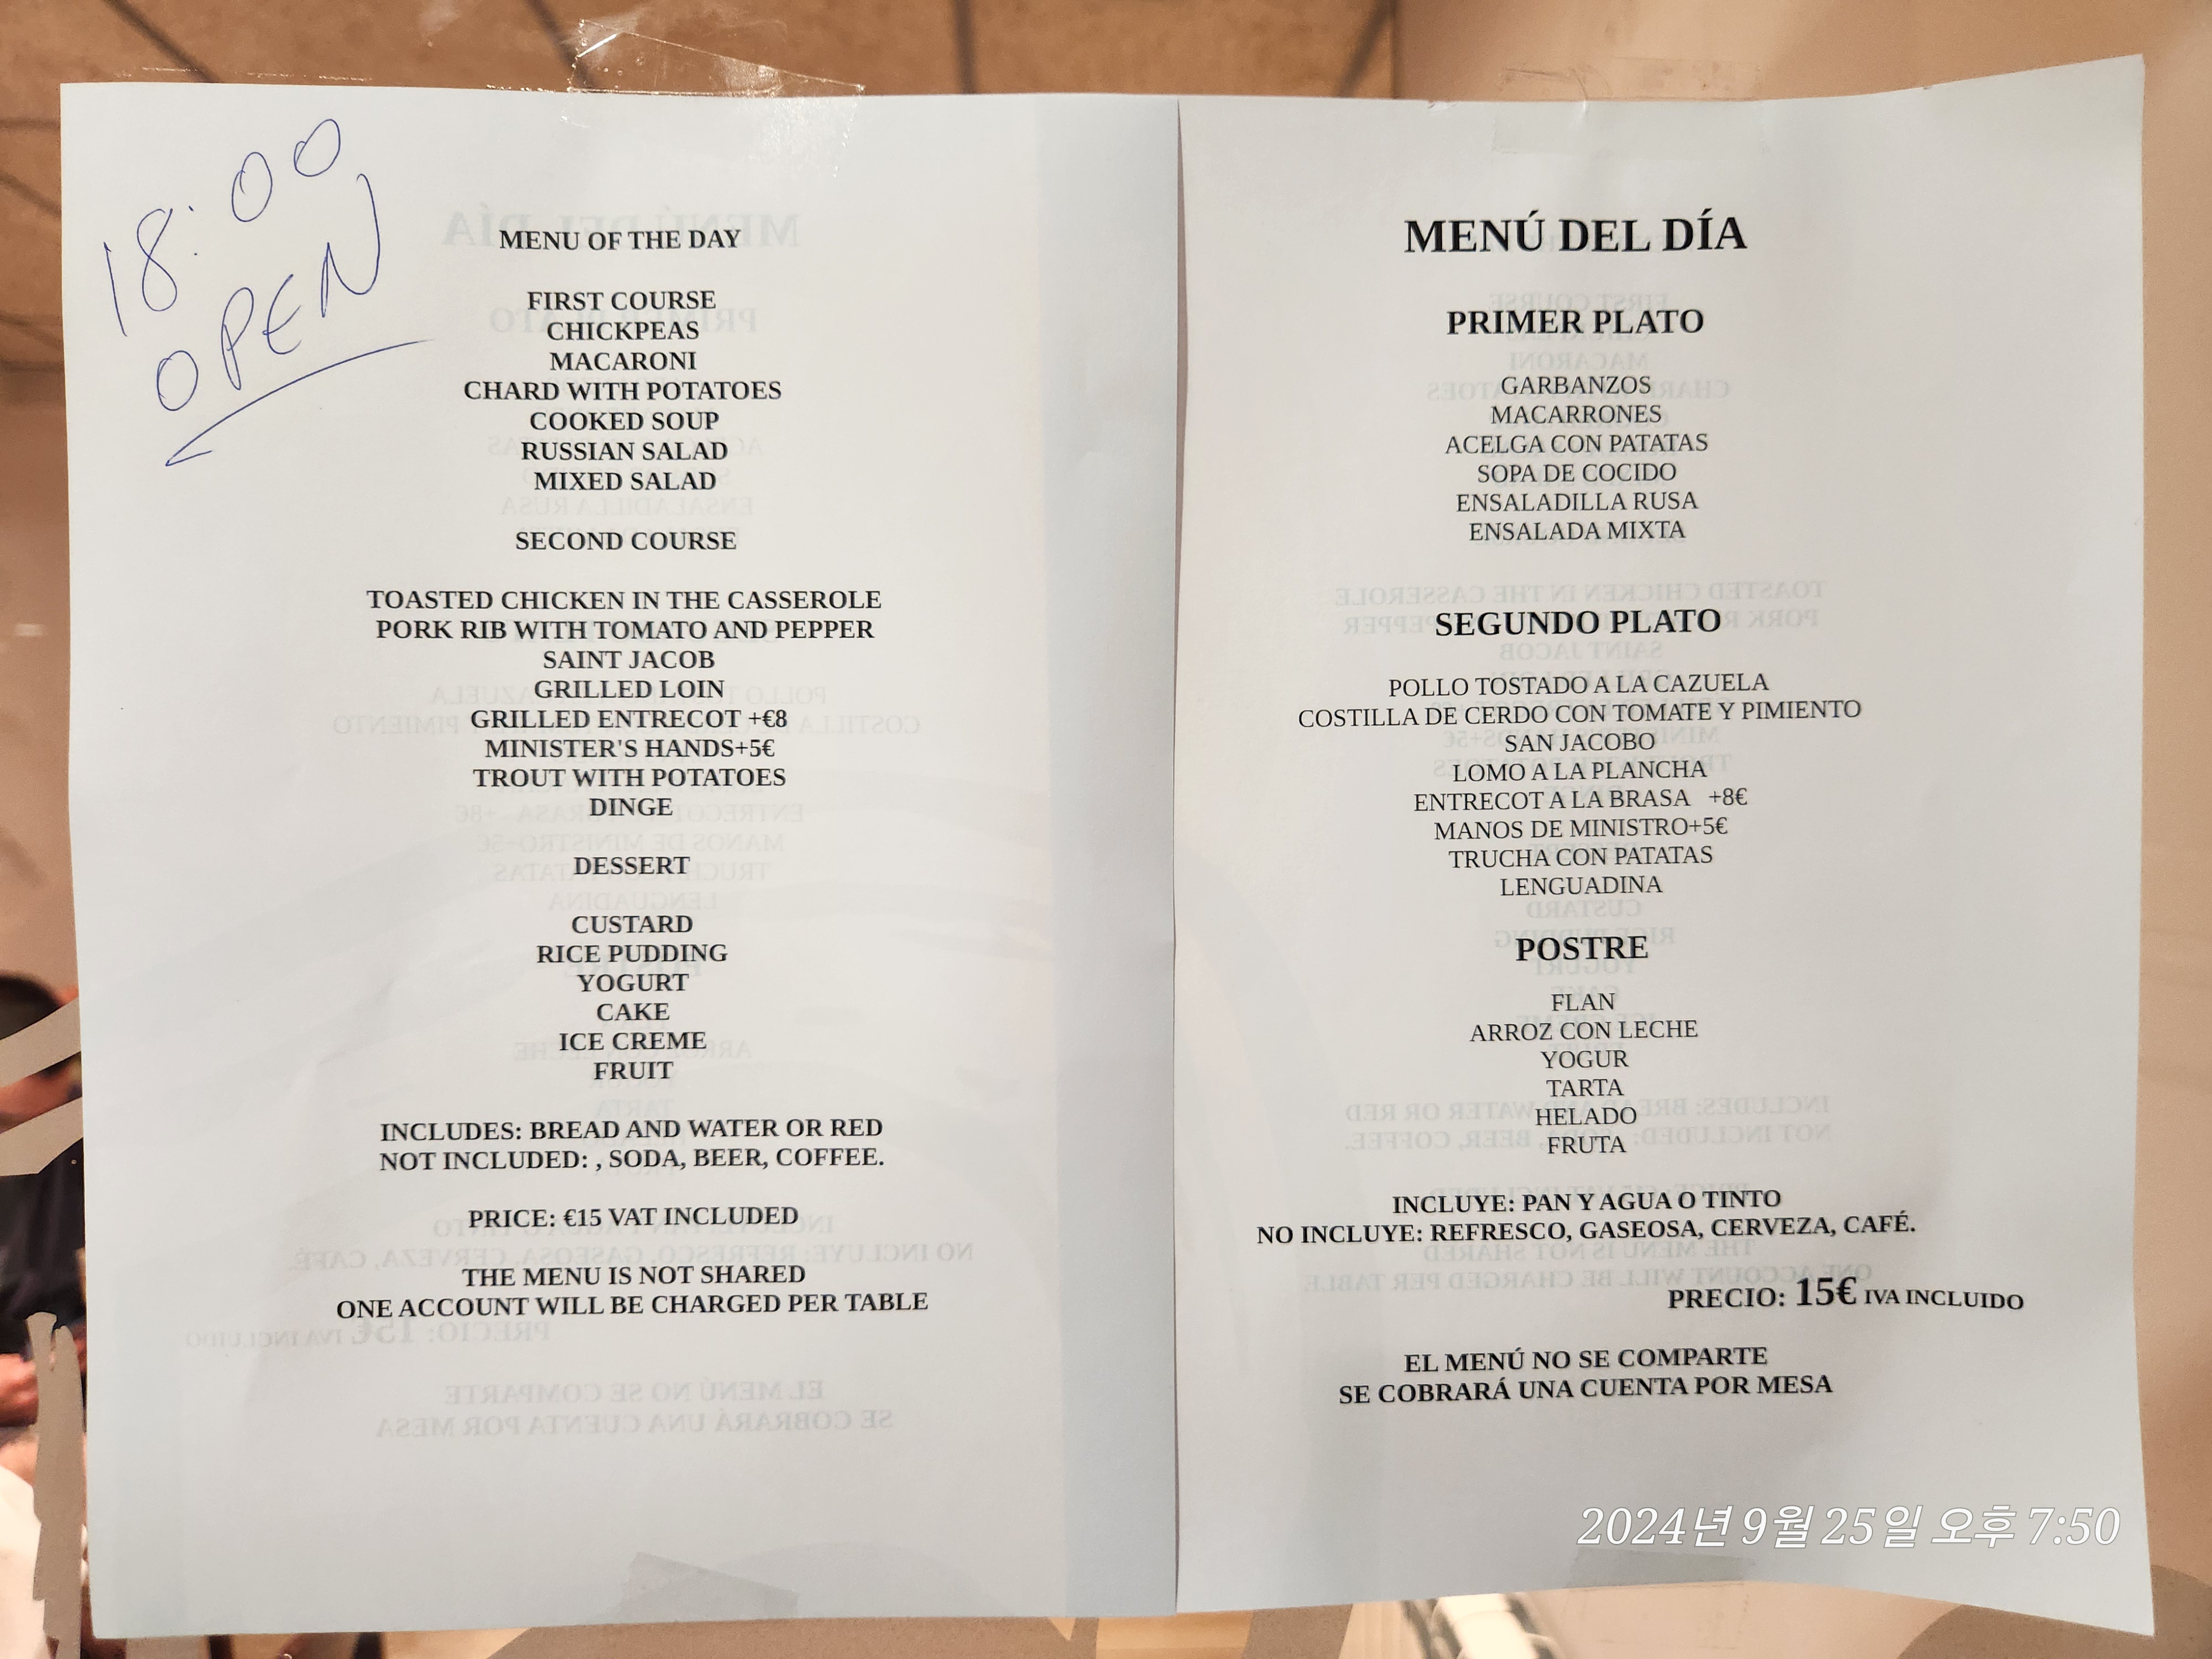 18:00
OPEN
MENU OF THE DAY
FIRST COURSE
CHICKPEAS
MACARONI
CHARD WITH POTATOES
COOKED SOUP
RUSSIAN SALAD
MIXED SALAD
SECOND COURSE
TOASTED CHICKEN IN THE CASSEROLE
PORK RIB WITH TOMATO AND PEPPER
SAINT JACOB
GRILLED LOIN
GRILLED ENTRECOT +€8
MINISTER'S HANDS+5€
TROUT WITH POTATOES
DINGE
DESSERT
CUSTARD
RICE PUDDING
YOGURT
CAKE
ICE CREME
FRUIT
INCLUDES: BREAD AND WATER OR RED
NOT INCLUDED: , SODA, BEER, COFFEE.
PRICE: €15 VAT INCLUDED
THE MENU IS NOT SHARED
ONE ACCOUNT WILL BE CHARGED PER TABLE
MENÚ DEL DÍA
PRIMER PLATO
GARBANZOS
MACARRONES
ACELGA CON PATATAS
SOPA DE COCIDO
ENSALADILLA RUSA
ENSALADA MIXTA
SEGUNDO PLATO
POLLO TOSTADO A LA CAZUELA
COSTILLA DE CERDO CON TOMATE Y PIMIENTO
SAN JACOBO
LOMO A LA PLANCHA
ENTRECOT A LA BRASA +8€
MANOS DE MINISTRO+5€
TRUCHA CON PATATAS
LENGUADINA
POSTRE
FLAN
ARROZ CON LECHE
YOGUR
TARTA
HELADO
FRUTA
INCLUYE: PAN Y AGUA O TINTO
NO INCLUYE: REFRESCO, GASEOSA, CERVEZA, CAFÉ.
PRECIO: 15€ IVA INCLUIDO
EL MENÚ NO SE COMPARTE
SE COBRARÁ UNA CUENTA POR MESA
2024년 9월 25일 오후 7:50